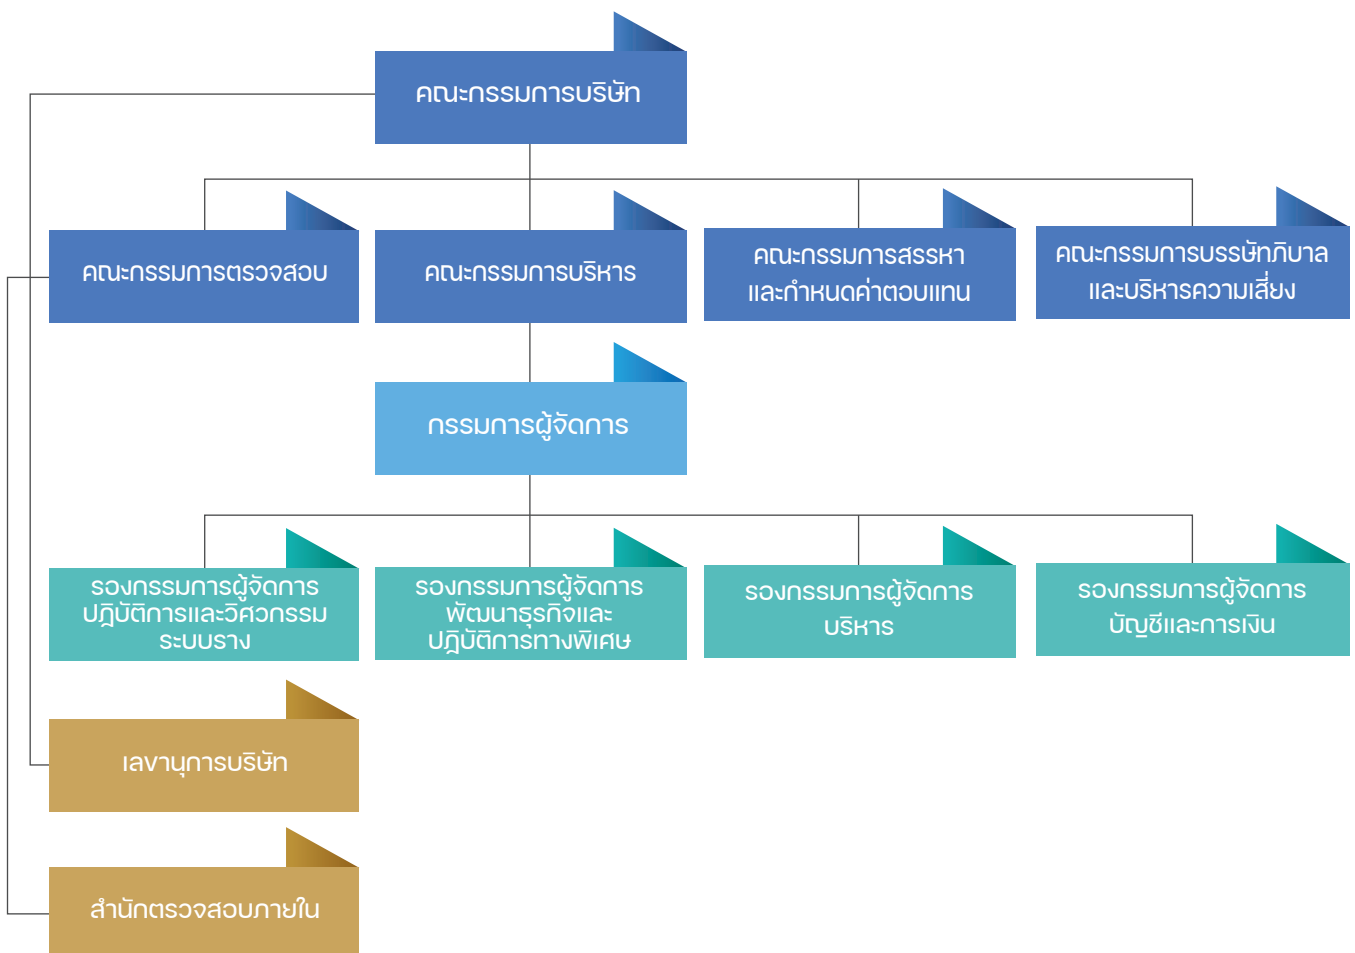 คณะกรรมการบริษัท
คณะกรรมการตรวจสอบ
คณะกรรมการบริหาร
คณะกรรมการสรรหา
และกำหนดค่าตอบแทน
คณะกรรมการบรรษัทภิบาล
และบริหารความเสี่ยง
กรรมการผู้จัดการ
รองกรรมการผู้จัดการ
ปฏิบัติการและวิศวกรรม
ระบบราง
รองกรรมการผู้จัดการ
พัฒนาธุรกิจและ
ปฏิบัติการทางพิเศษ
รองกรรมการผู้จัดการ
บริหาร
รองกรรมการผู้จัดการ
บัญชีและการเงิน
เลขานุการบริษัท
สำนักตรวจสอบภายใน